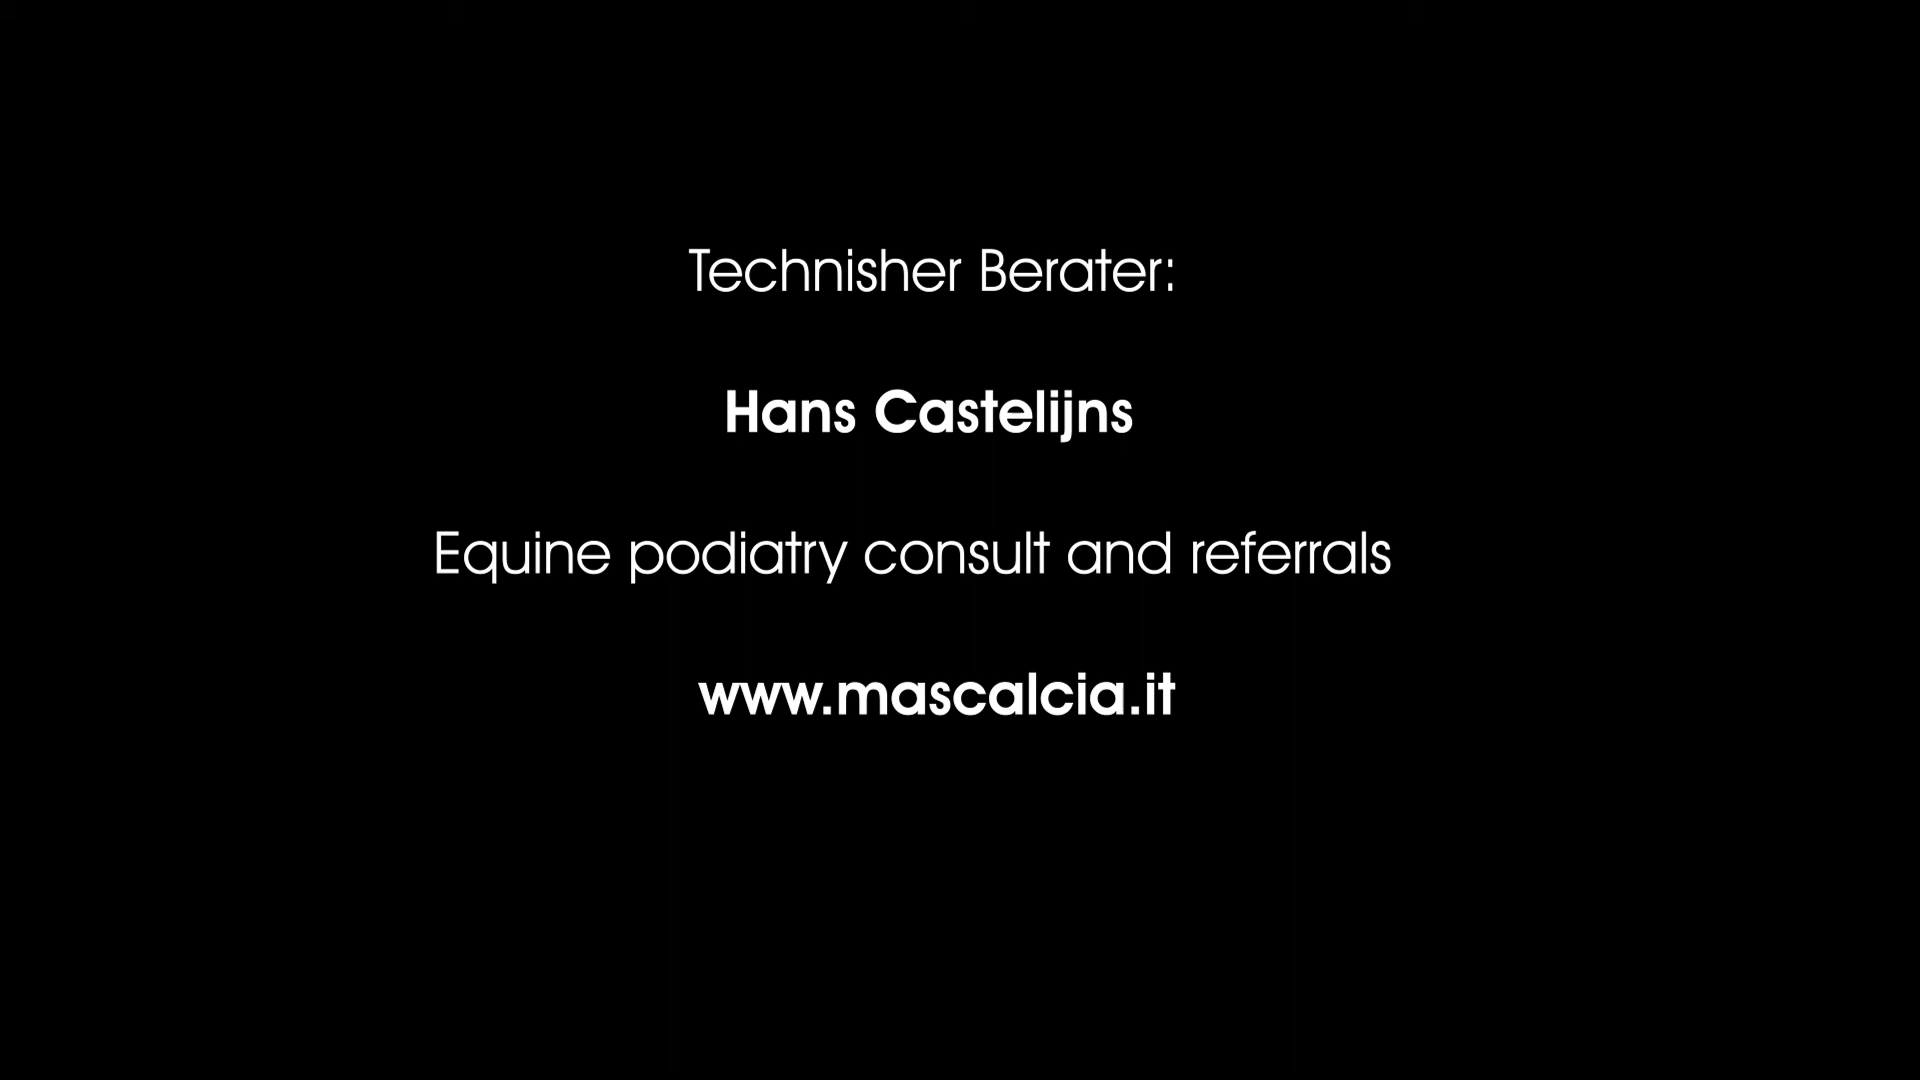 Technisher Berater:
Hans Castelijns
Equine podiatry consult and referrals
www.mascalcia.it